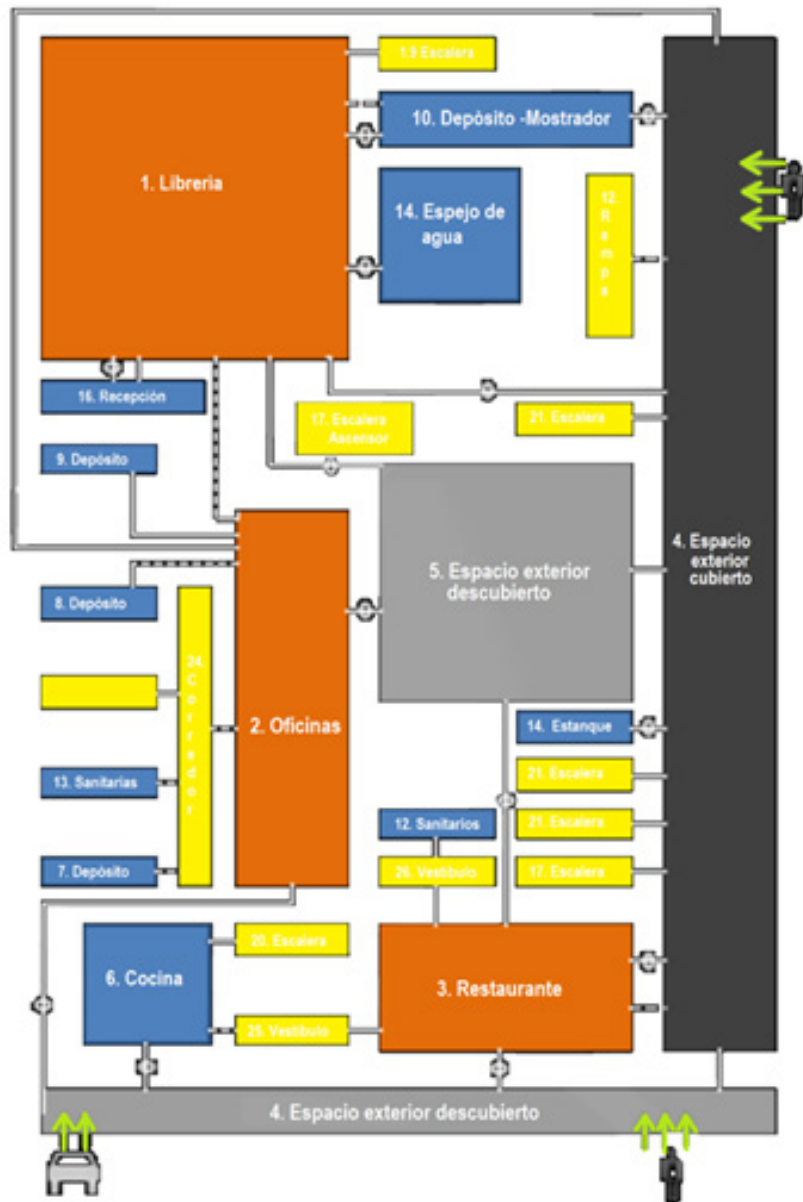 1.9 Escalera
10. Depòsito -Mostrador
1. Libreria
14. Espejo de
agua
12.
R
a
m
p
a
16. Recepción
17. Escalera
Ascensor
21. Escalera
9. Depósito
5. Espacio exterior
descubierto
4. Espacio
exterior
cubierto
8. Depósito
24.
C
o
r
r
e
d
o
r
2. Oficinas
14. Estanque
13. Sanitarias
21. Escalera
12. Sanitarios
21. Escalera
7. Depósito
26. Vestíbulo
17. Escalera
20. Escalera
6. Cocina
3. Restaurante
25. Vestíbulo
4. Espacio exterior descubierto